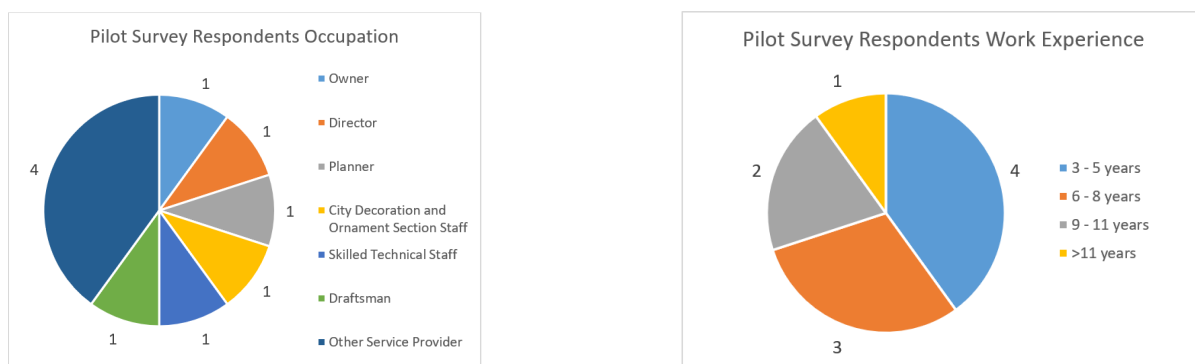 Pilot Survey Respondents Occupation
1
1
1
1
1
1
4
Owner
Director
Planner
City Decoration and
Ornament Section Staff
Skilled Technical Staff
Draftsman
Other Service Provider
Pilot Survey Respondents Work Experience
1
2
3
4
3 - 5 years
6 - 8 years
9 - 11 years
>11 years